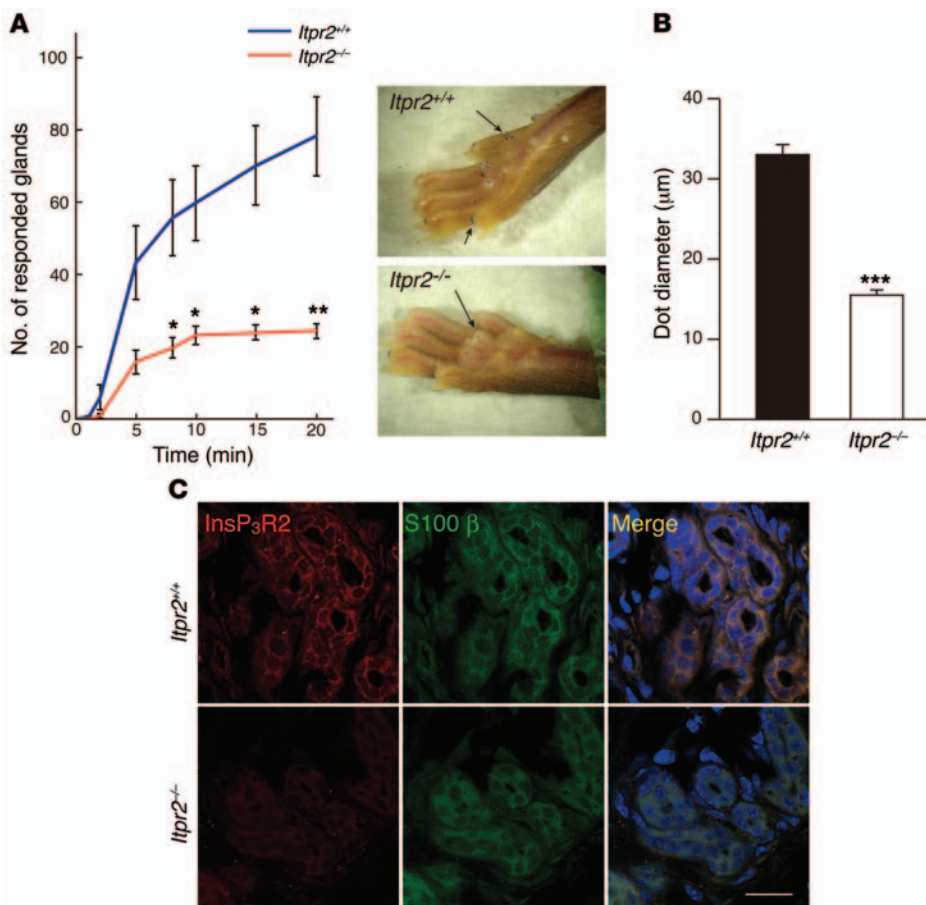 A
Itpr2+/+
Itpr2–/–
No. of responded glands
100
80
60
40
20
0
* * * **
0 5 10 15 20
Time (min)
Itpr2+/+
Itpr2–/–
B
Dot diameter (μm)
40
30
20
10
0
***
Itpr2+/+ Itpr2–/–
C
InsP₃R2 S100 β Merge
Itpr2+/+
Itpr2–/–